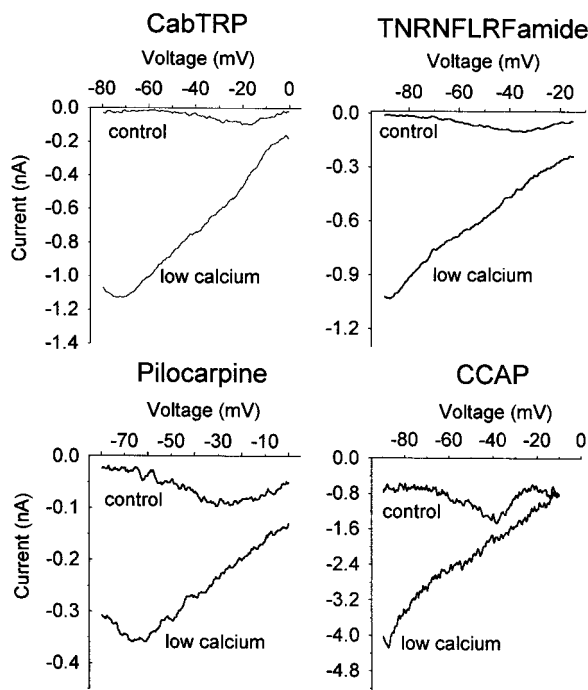 CabTRP
Voltage (mV)
-80 -60 -40 -20 0
0.0
-0.2
-0.4
-0.6
-0.8
-1.0
-1.2
-1.4
Current (nA)
control
low calcium
TNRNFLRFamide
Voltage (mV)
-80 -60 -40 -20
0.0
-0.3
-0.6
-0.9
-1.2
control
low calcium
Pilocarpine
Voltage (mV)
-70 -50 -30 -10
0.0
-0.1
-0.2
-0.3
-0.4
Current (nA)
control
low calcium
CCAP
Voltage (mV)
-80 -60 -40 -20 0
0.0
-0.8
-1.6
-2.4
-3.2
-4.0
-4.8
control
low calcium